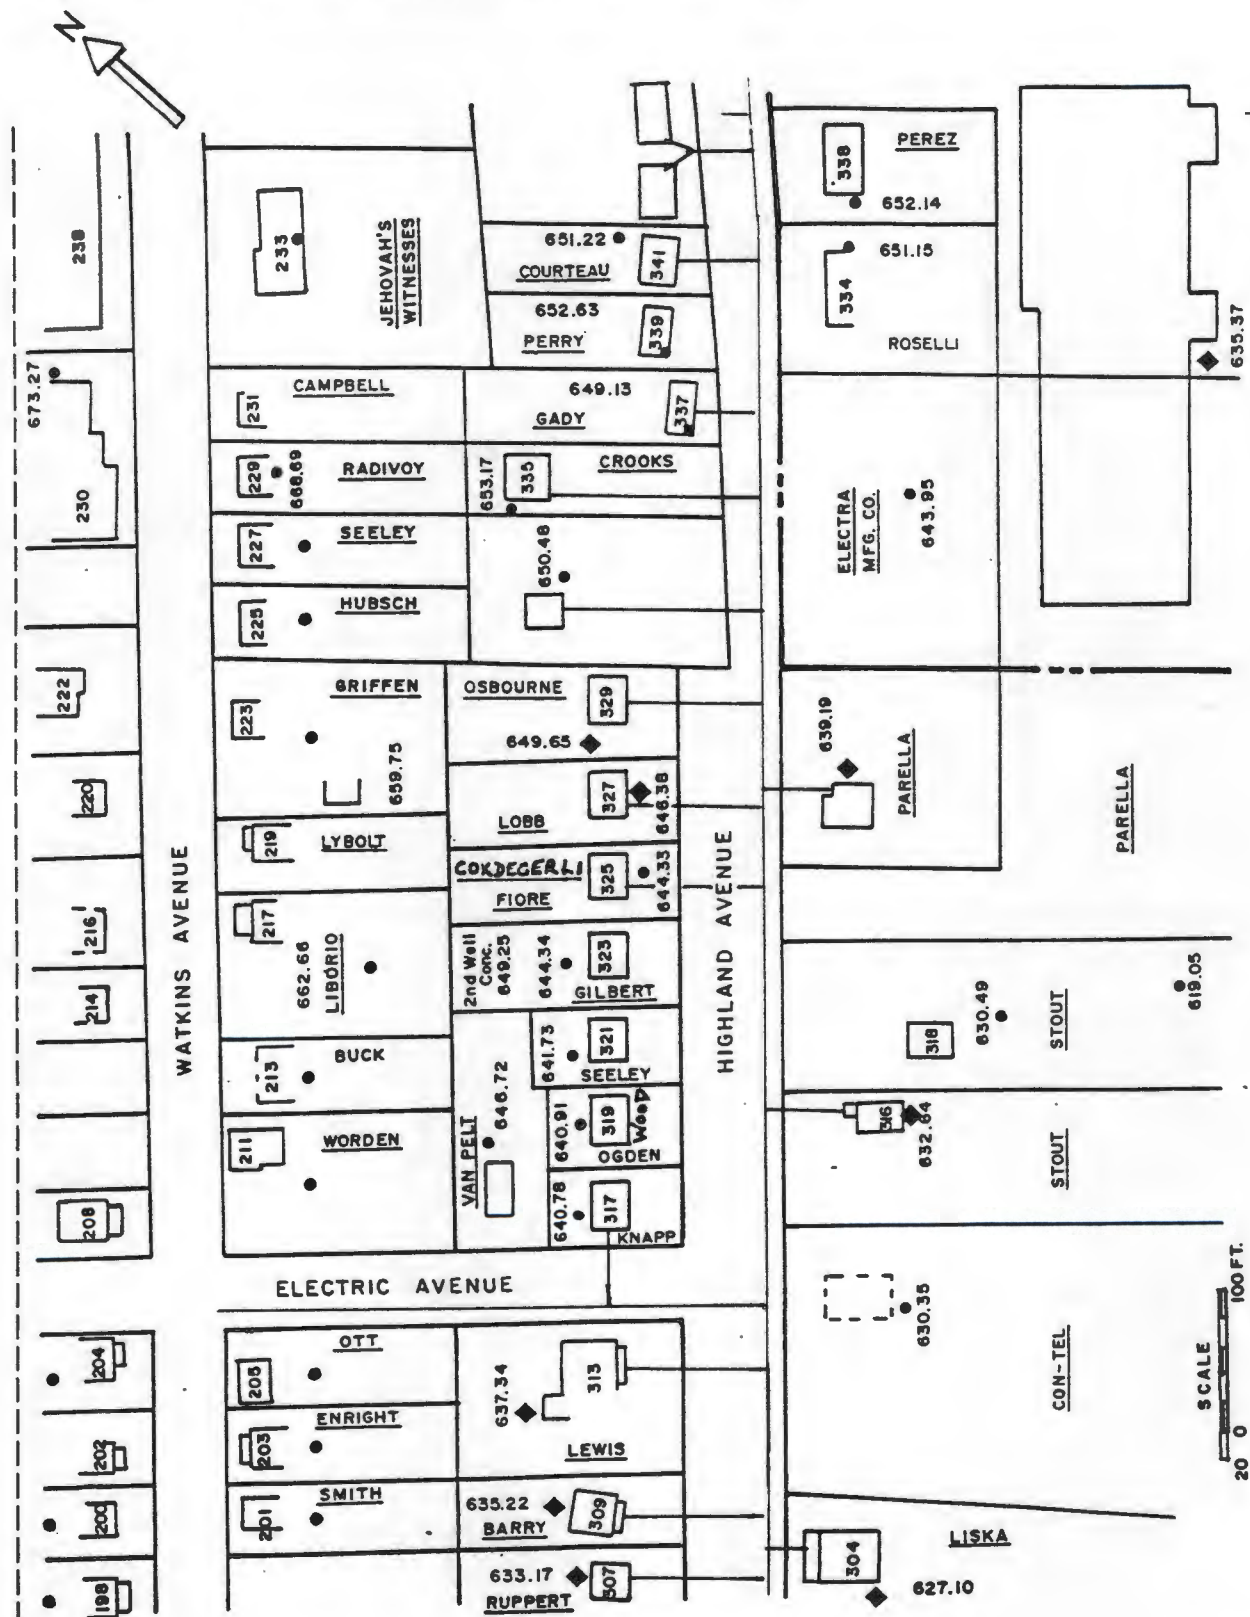 N
239
673.27
230
222
220
216
214
208
204
202
200
198
WATKINS AVENUE
233
JEHOVAH'S
WITNESSES
231
CAMPBELL
229
668.69
RADIVOY
227
SEELEY
225
HUBSCH
223
GRIFFEN
659.75
219
LYBOLT
217
662.66
LIBORIO
213
BUCK
211
WORDEN
ELECTRIC AVENUE
205
OTT
203
ENRIGHT
201
SMITH
651.22
COURTEAU
341
652.63
PERRY
339
649.13
GADY
337
653.17
335
CROOKS
650.48
OSBOURNE
329
649.65
LOBB
327
646.38
COKDEGERLI
FIORE
325
644.33
2nd Well
Conc.
649.25
644.34
323
GILBERT
641.73
321
SEELEY
VAN PELT
646.72
640.91
319
WOOD
OGDEN
640.78
317
KNAPP
637.34
313
LEWIS
635.22
BARRY
309
633.17
RUPPERT
307
HIGHLAND AVENUE
PEREZ
338
652.14
651.15
334
ROSELLI
635.37
ELECTRA
MFG. CO.
643.95
639.19
PARELLA
PARELLA
318
630.49
STOUT
619.05
316
632.64
STOUT
630.35
CON-TEL
LISKA
304
627.10
SCALE
20 0 100 FT.